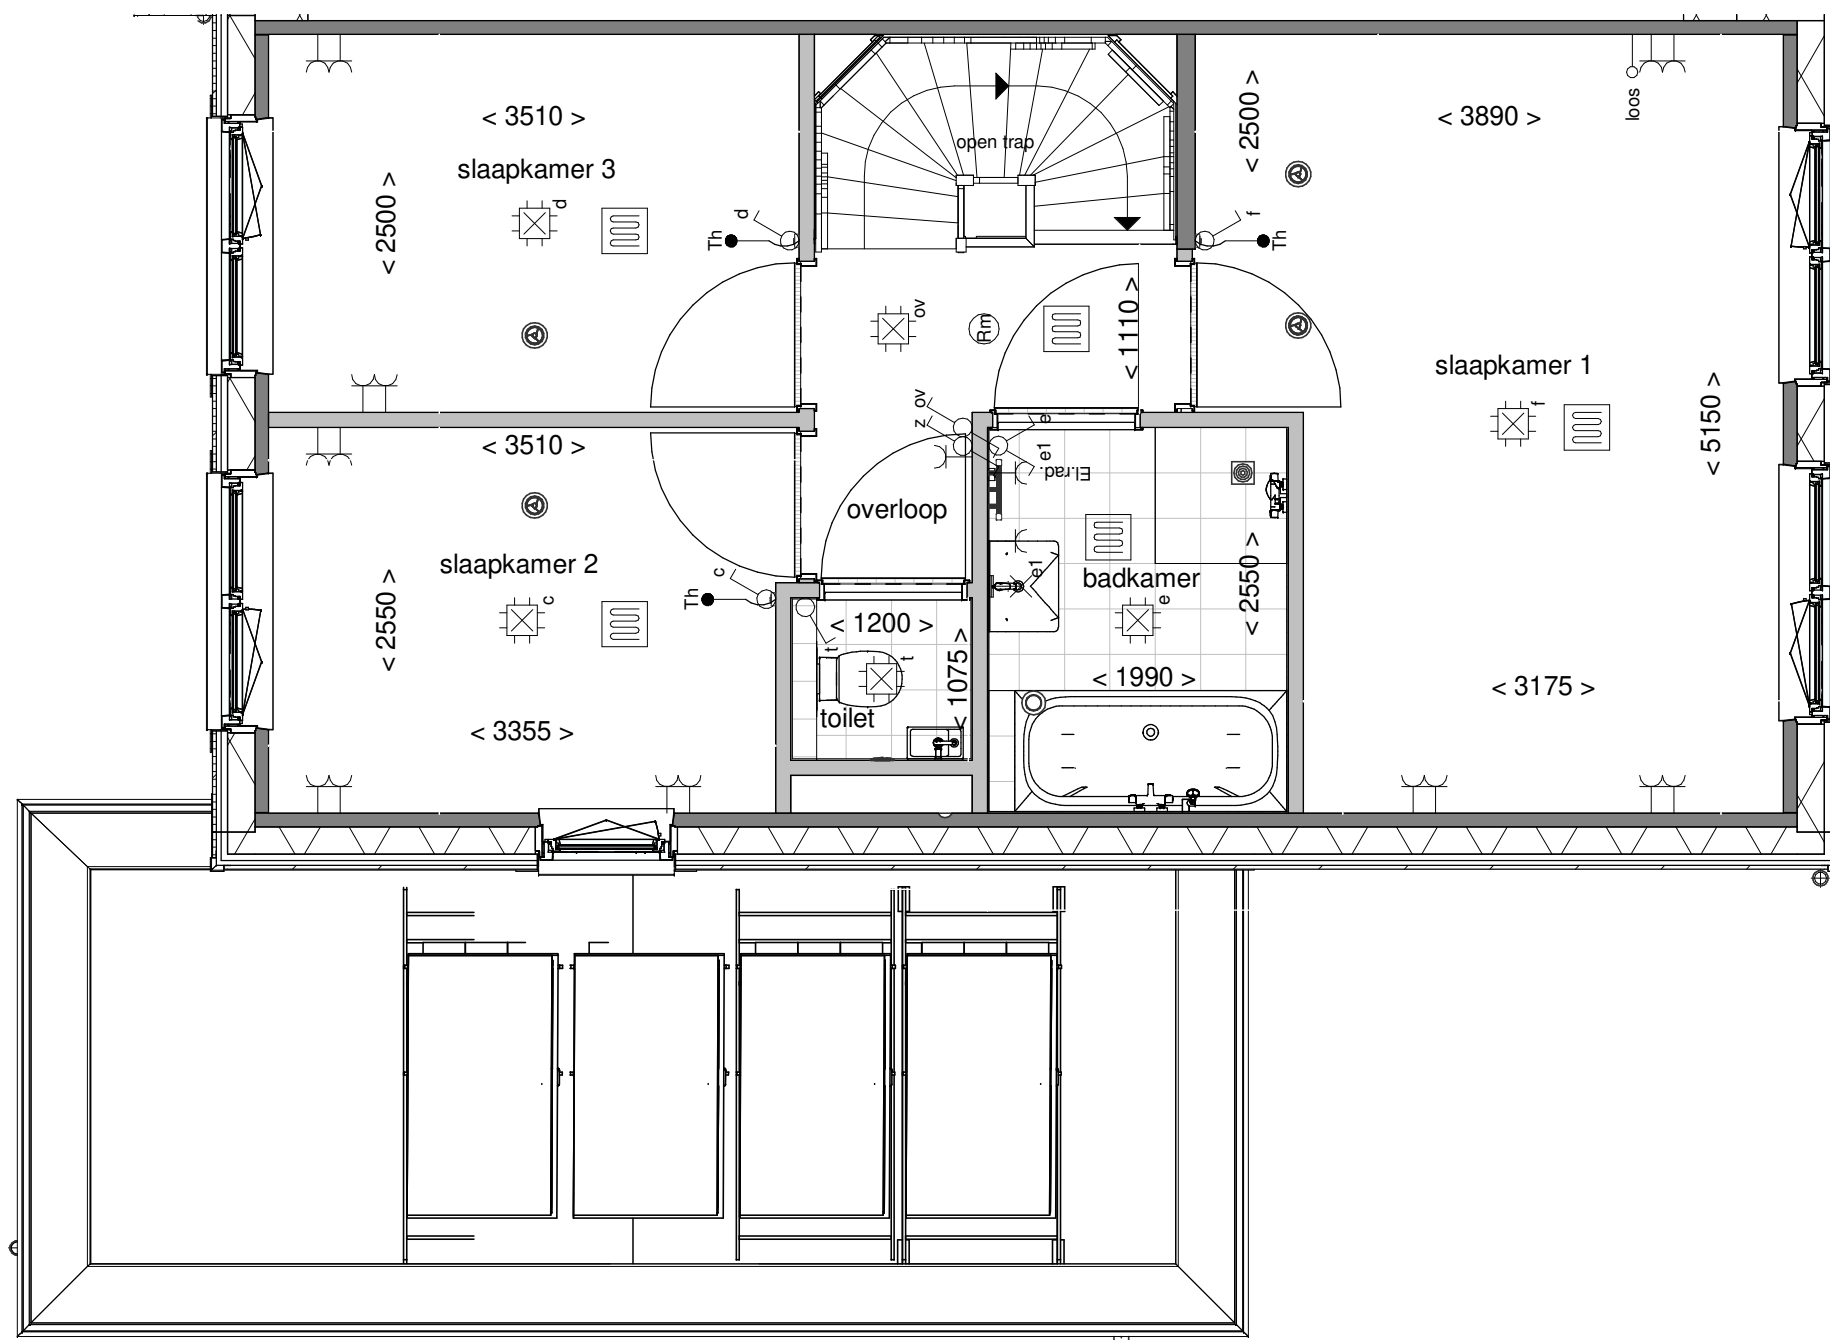 < 3510 >
slaapkamer 3
< 2500 >
d
d
Th
open trap
< 2500 >
< 3890 >
loos
f
Th
ov
Rm
< 1110 >
slaapkamer 1
f
< 5150 >
< 3175 >
< 3510 >
slaapkamer 2
c
c
Th
< 2550 >
< 3355 >
ov
z
overloop
e
e1
El.rad.
e1
badkamer
e
< 2550 >
< 1990 >
< 1200 >
t
t
< 1075 >
toilet